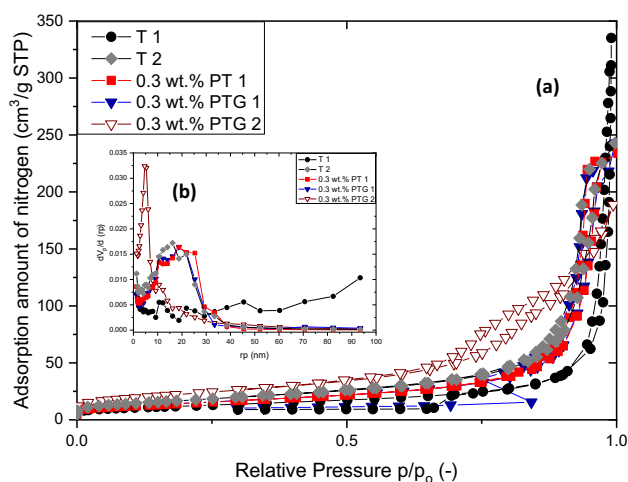 Adsorption amount of nitrogen (cm³/g STP)
350
300
250
200
150
100
50
0
T 1
T 2
0.3 wt.% PT 1
0.3 wt.% PTG 1
0.3 wt.% PTG 2
(a)
(b)
dVp/d (rp)
0.035
0.030
0.025
0.020
0.015
0.010
0.005
0.000
T 1
T 2
0.3 wt.% PT 1
0.3 wt.% PTG 1
0.3 wt.% PTG 2
0 10 20 30 40 50 60 70 80 90 100
rp (nm)
0.0 0.5 1.0
Relative Pressure p/po (-)